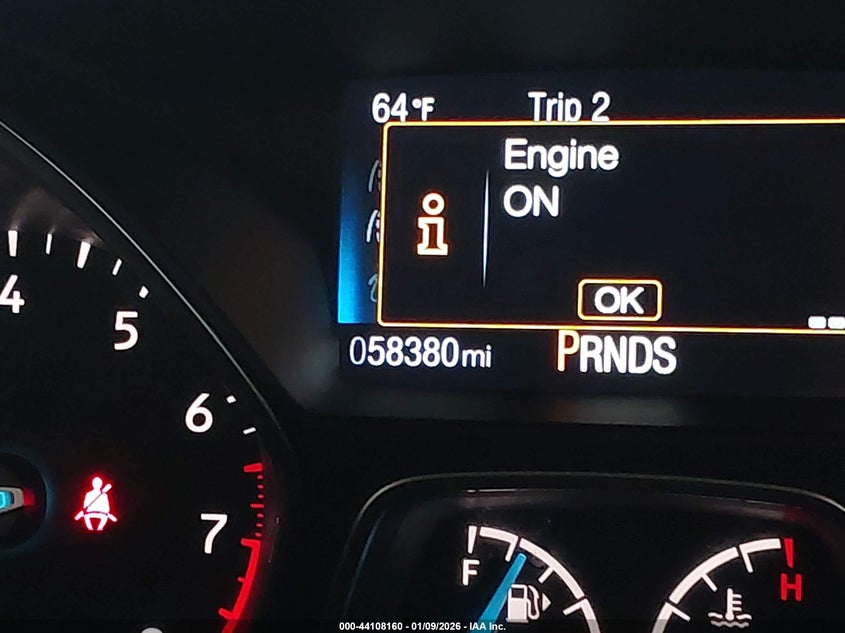 64°F Trip 2
Engine
ON
i
OK
058380mi PRNDS
4
5
6
7
F
H
000-44108160 - 01/09/2026 - IAA Inc.